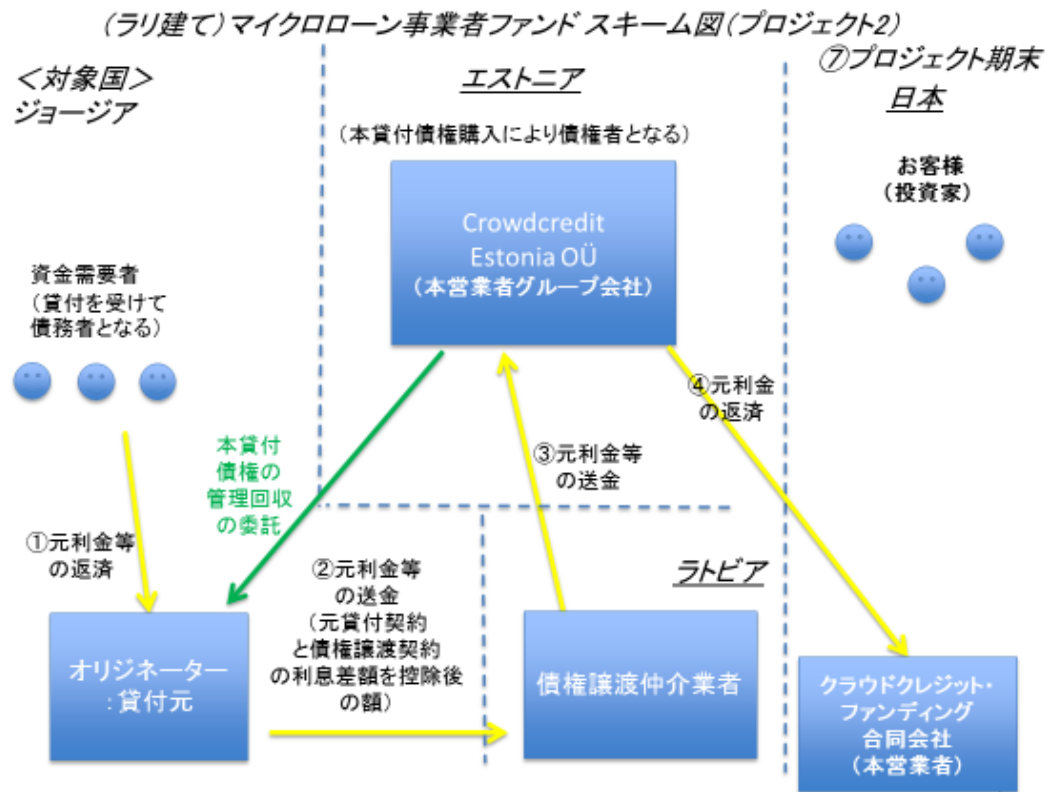 (ラリ建て)マイクロローン事業者ファンド スキーム図(プロジェクト2)
<対象国>
ジョージア
エストニア
⑦プロジェクト期末
日本
(本貸付債権購入により債権者となる)
お客様
(投資家)
Crowdcredit
Estonia OÜ
(本営業者グループ会社)
資金需要者
(貸付を受けて
債務者となる)
④元利金
の返済
本貸付
債権の
管理回収
の委託
③元利金等
の送金
①元利金等
の返済
②元利金等
の送金
(元貸付契約
と債権譲渡契約
の利息差額を控除後
の額)
ラトビア
オリジネーター
:貸付元
債権譲渡仲介業者
クラウドクレジット・
ファンディング
合同会社
(本営業者)